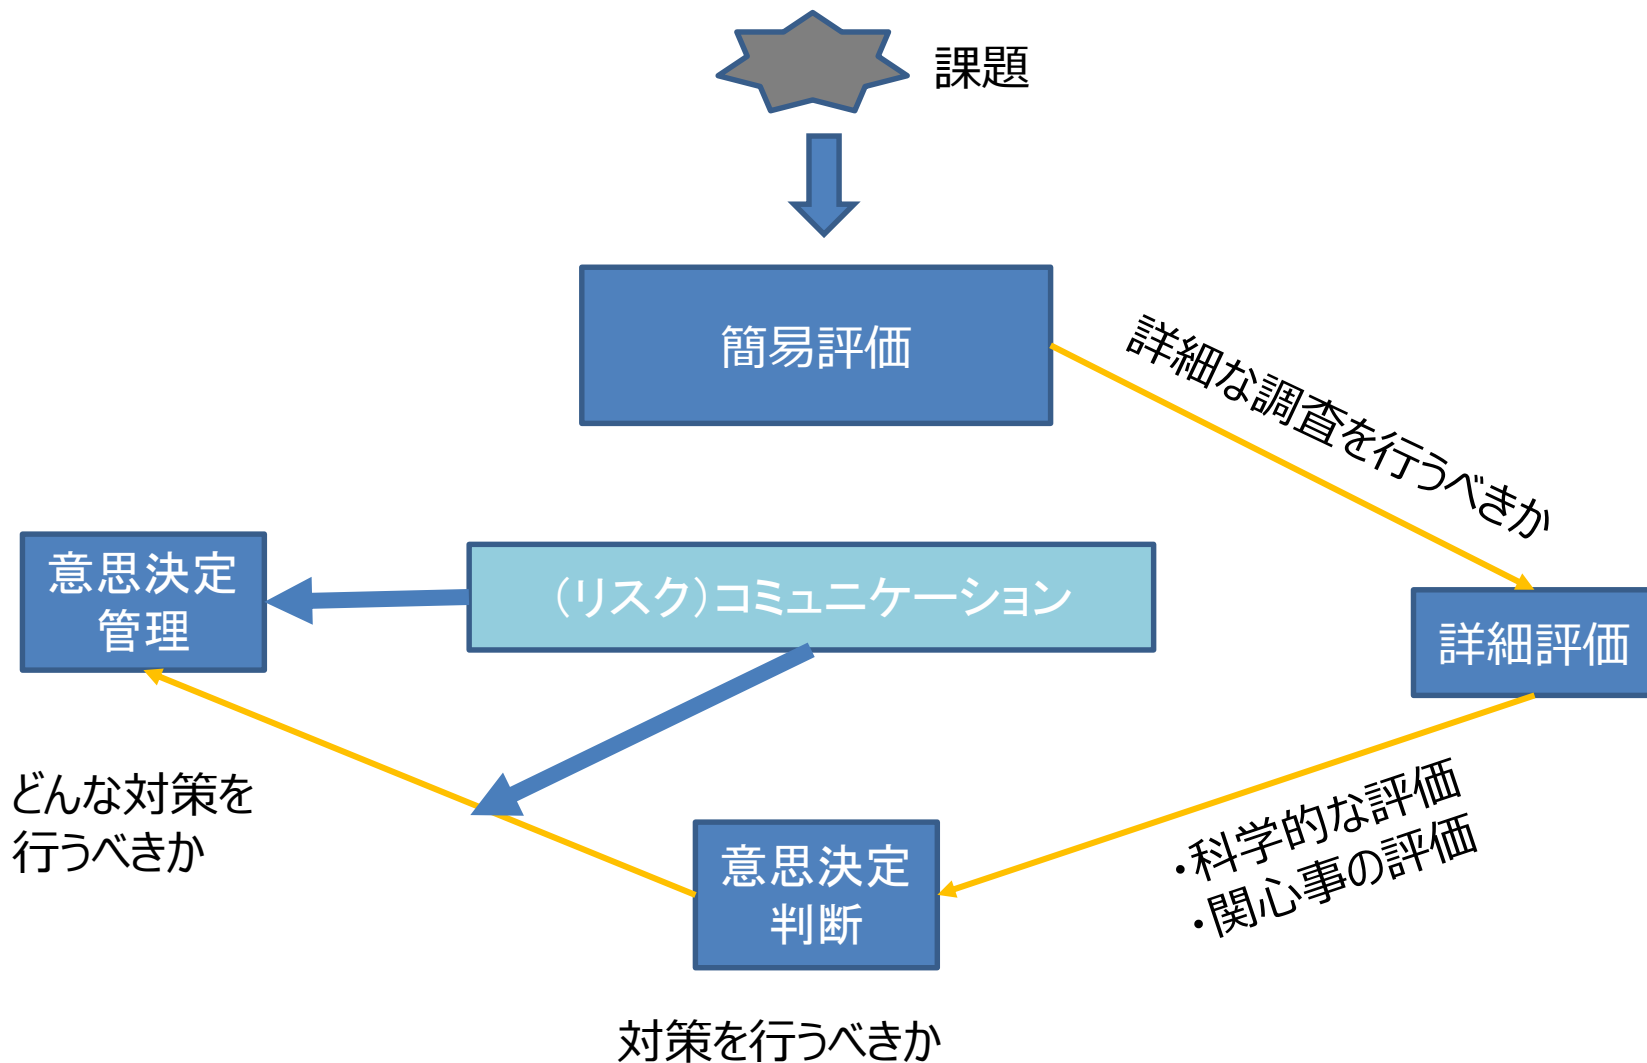 課題
簡易評価
詳細な調査を行うべきか
意思決定
管理
（リスク）コミュニケーション
詳細評価
どんな対策を
行うべきか
・科学的な評価
・関心事の評価
意思決定
判断
対策を行うべきか